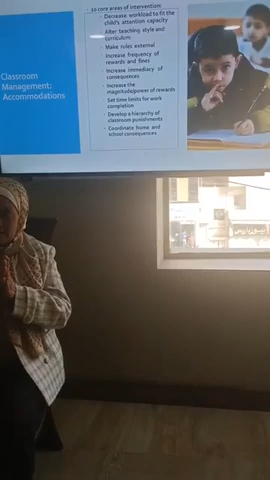 Classroom
Management:
Accommodations
10 core areas of intervention:
Decrease workload to fit the
child's attention capacity
Alter teaching style and
curriculum
Make rules external
Increase frequency of
rewards and fines
Increase immediacy of
consequences
Increase the
magnitude/power of rewards
Set time limits for work
completion
Develop a hierarchy of
classroom punishments
Coordinate home and
school consequences